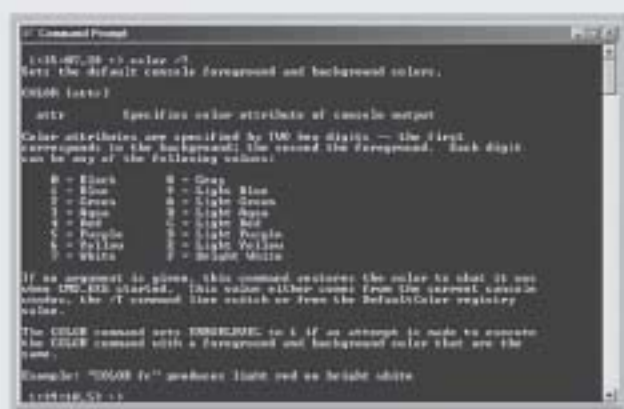 Command Prompt
color /?
Sets the default console foreground and background colors.
COLOR [attr]
attr Specifies color attribute of console output
Color attributes are specified by TWO hex digits -- the first
corresponds to the background; the second the foreground. Each digit
can be any of the following values:
0 = Black 8 = Gray
1 = Blue 9 = Light Blue
2 = Green A = Light Green
3 = Aqua B = Light Aqua
4 = Red C = Light Red
5 = Purple D = Light Purple
6 = Yellow E = Light Yellow
7 = White F = Bright White
If no argument is given, this command restores the color to what it was
when CMD.EXE started. This value either comes from the current console
window, the /T command line switch or from the DefaultColor registry
value.
The COLOR command sets ERRORLEVEL to 1 if an attempt is made to execute
the COLOR command with a foreground and background color that are the
same.
Example: "COLOR fc" produces light red on bright white